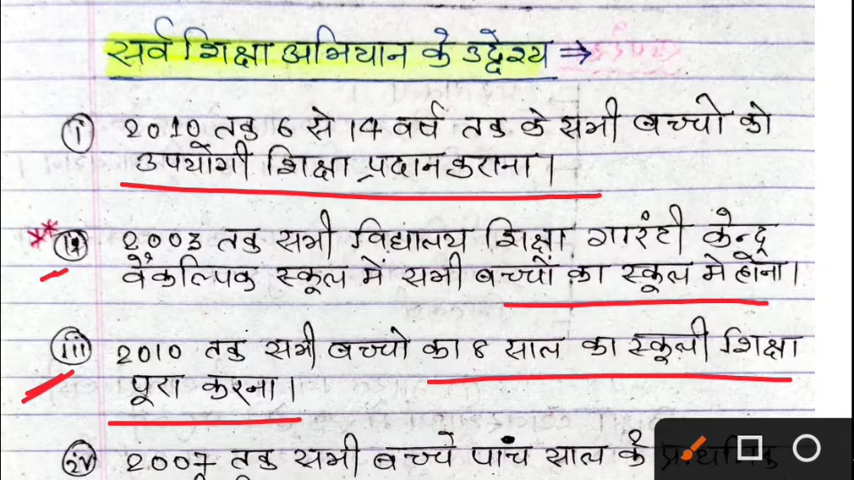 सर्व शिक्षा अभियान के उद्देश्य ⇒
(i) 2010 तक 6 से 14 वर्ष तक के सभी बच्चो को
उपयोगी शिक्षा प्रदान कराना।
** (ii) 2003 तक सभी विद्यालय शिक्षा गारंटी केन्द्र
वैकल्पिक स्कूल में सभी बच्चों का स्कूल मे होना।
(iii) 2010 तक सभी बच्चो का 8 साल का स्कूली शिक्षा
पूरा करना।
(iv) 2007 तक सभी बच्चे पांच साल के